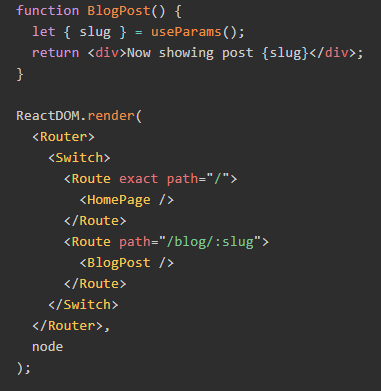 function BlogPost() {
  let { slug } = useParams();
  return <div>Now showing post {slug}</div>;
}

ReactDOM.render(
  <Router>
    <Switch>
      <Route exact path="/">
        <HomePage />
      </Route>
      <Route path="/blog/:slug">
        <BlogPost />
      </Route>
    </Switch>
  </Router>,
  node
);